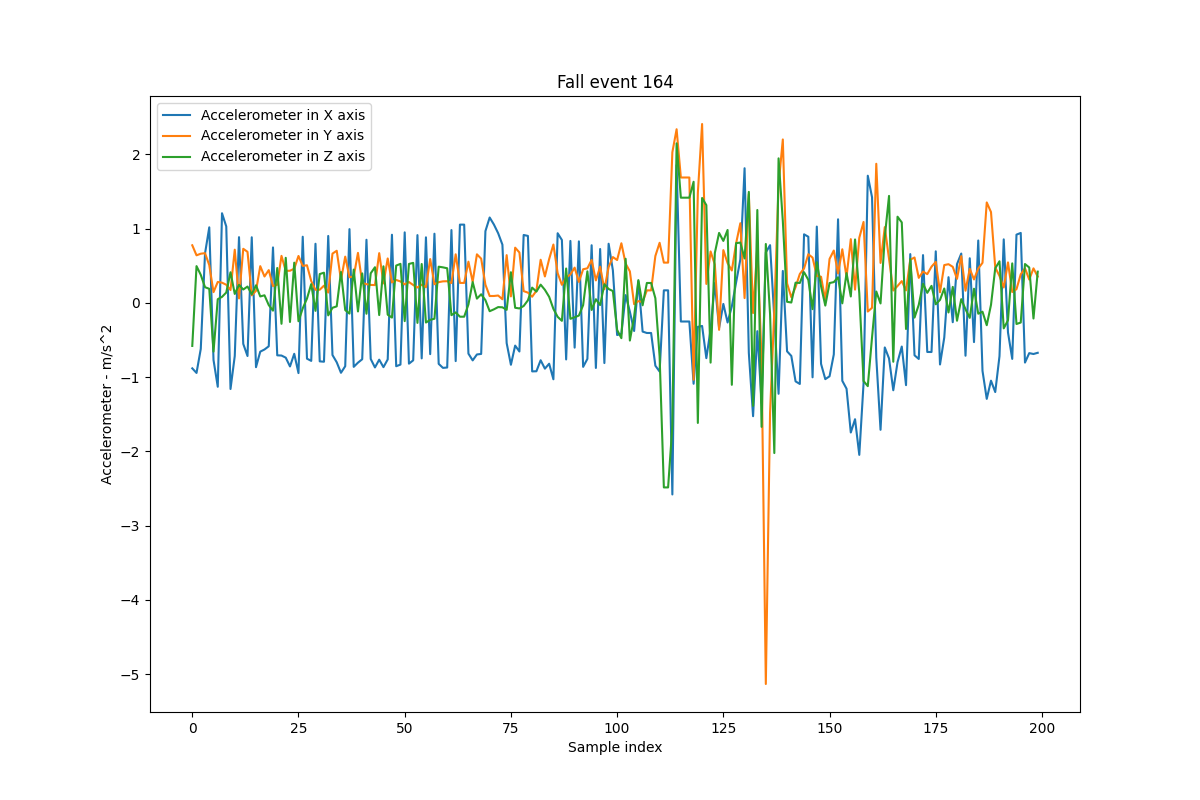 Fall event 164
Accelerometer in X axis
Accelerometer in Y axis
Accelerometer in Z axis
Accelerometer - m/s^2
2
1
0
−1
−2
−3
−4
−5
0 25 50 75 100 125 150 175 200
Sample index